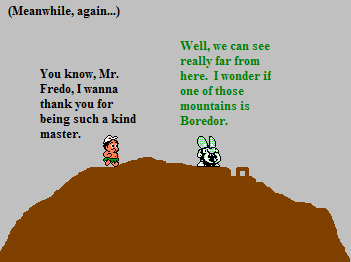 (Meanwhile, again...)
You know, Mr.
Fredo, I wanna
thank you for
being such a kind
master.
Well, we can see
really far from
here.  I wonder if
one of those
mountains is
Boredor.